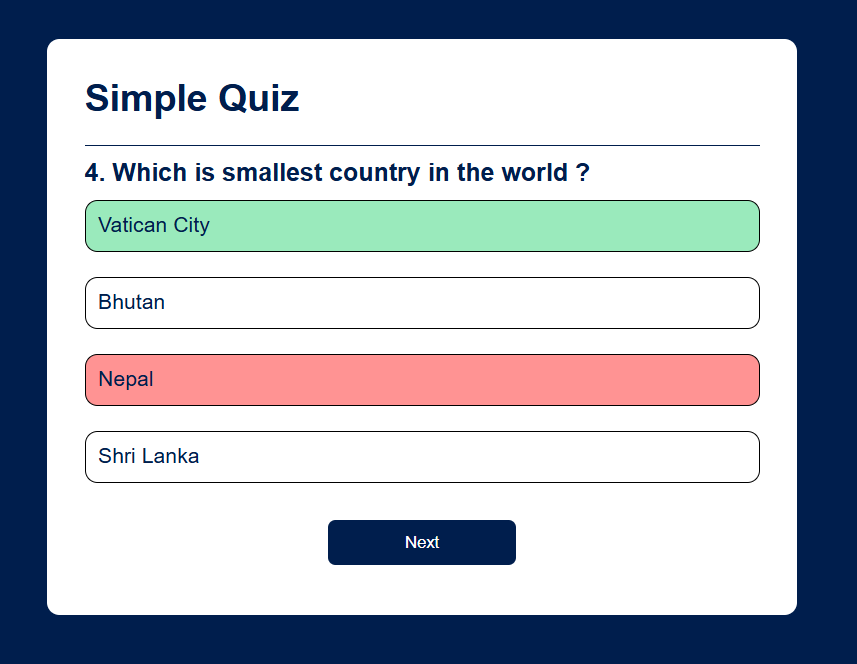 Simple Quiz
4. Which is smallest country in the world ?
Vatican City
Bhutan
Nepal
Shri Lanka
Next